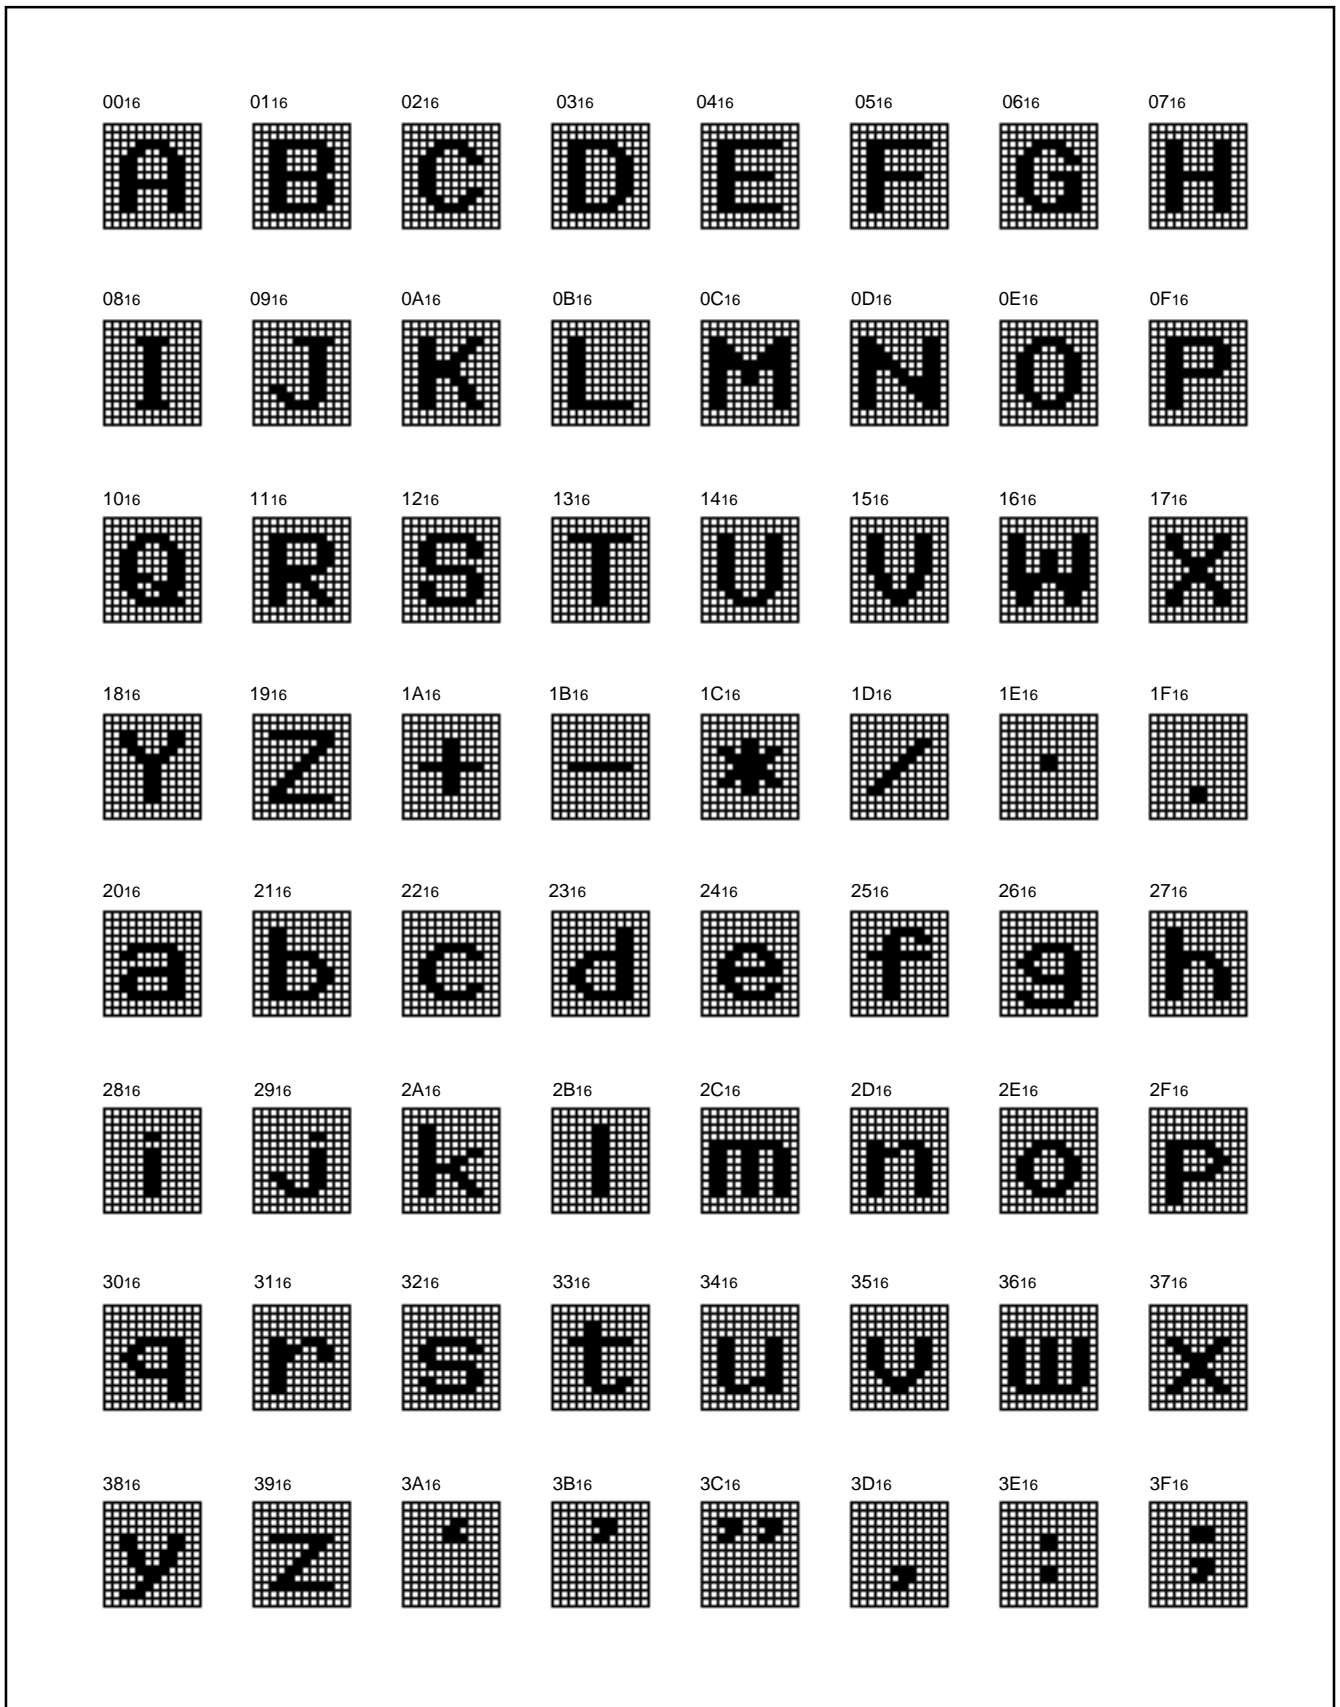 0016 0116 0216 0316 0416 0516 0616 0716
A B C D E F G H
0816 0916 0A16 0B16 0C16 0D16 0E16 0F16
I J K L M N O P
1016 1116 1216 1316 1416 1516 1616 1716
Q R S T U V W X
1816 1916 1A16 1B16 1C16 1D16 1E16 1F16
Y Z + - * / · .
2016 2116 2216 2316 2416 2516 2616 2716
a b c d e f g h
2816 2916 2A16 2B16 2C16 2D16 2E16 2F16
i j k l m n o p
3016 3116 3216 3316 3416 3516 3616 3716
q r s t u v w x
3816 3916 3A16 3B16 3C16 3D16 3E16 3F16
y z ‘ ’ ” , : ;